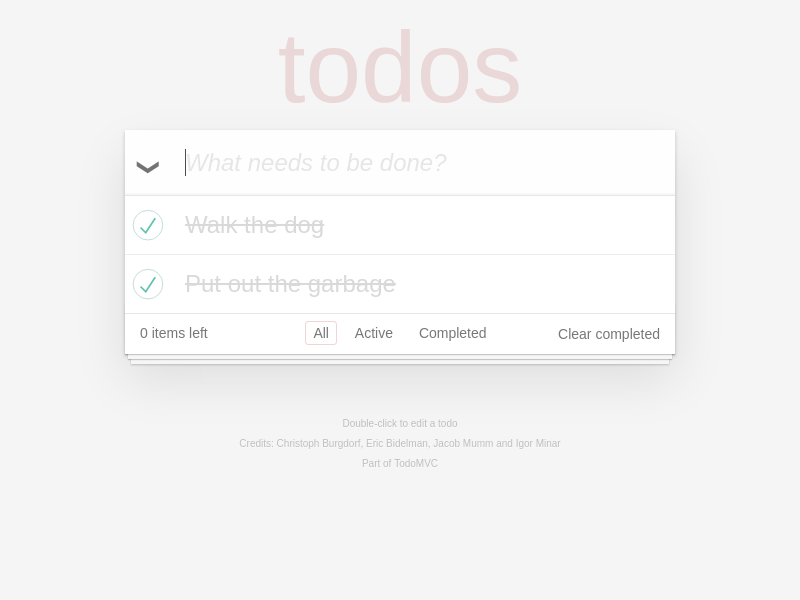 todos
What needs to be done?
Walk the dog
Put out the garbage
0 items left All Active Completed Clear completed
Double-click to edit a todo
Credits: Christoph Burgdorf, Eric Bidelman, Jacob Mumm and Igor Minar
Part of TodoMVC